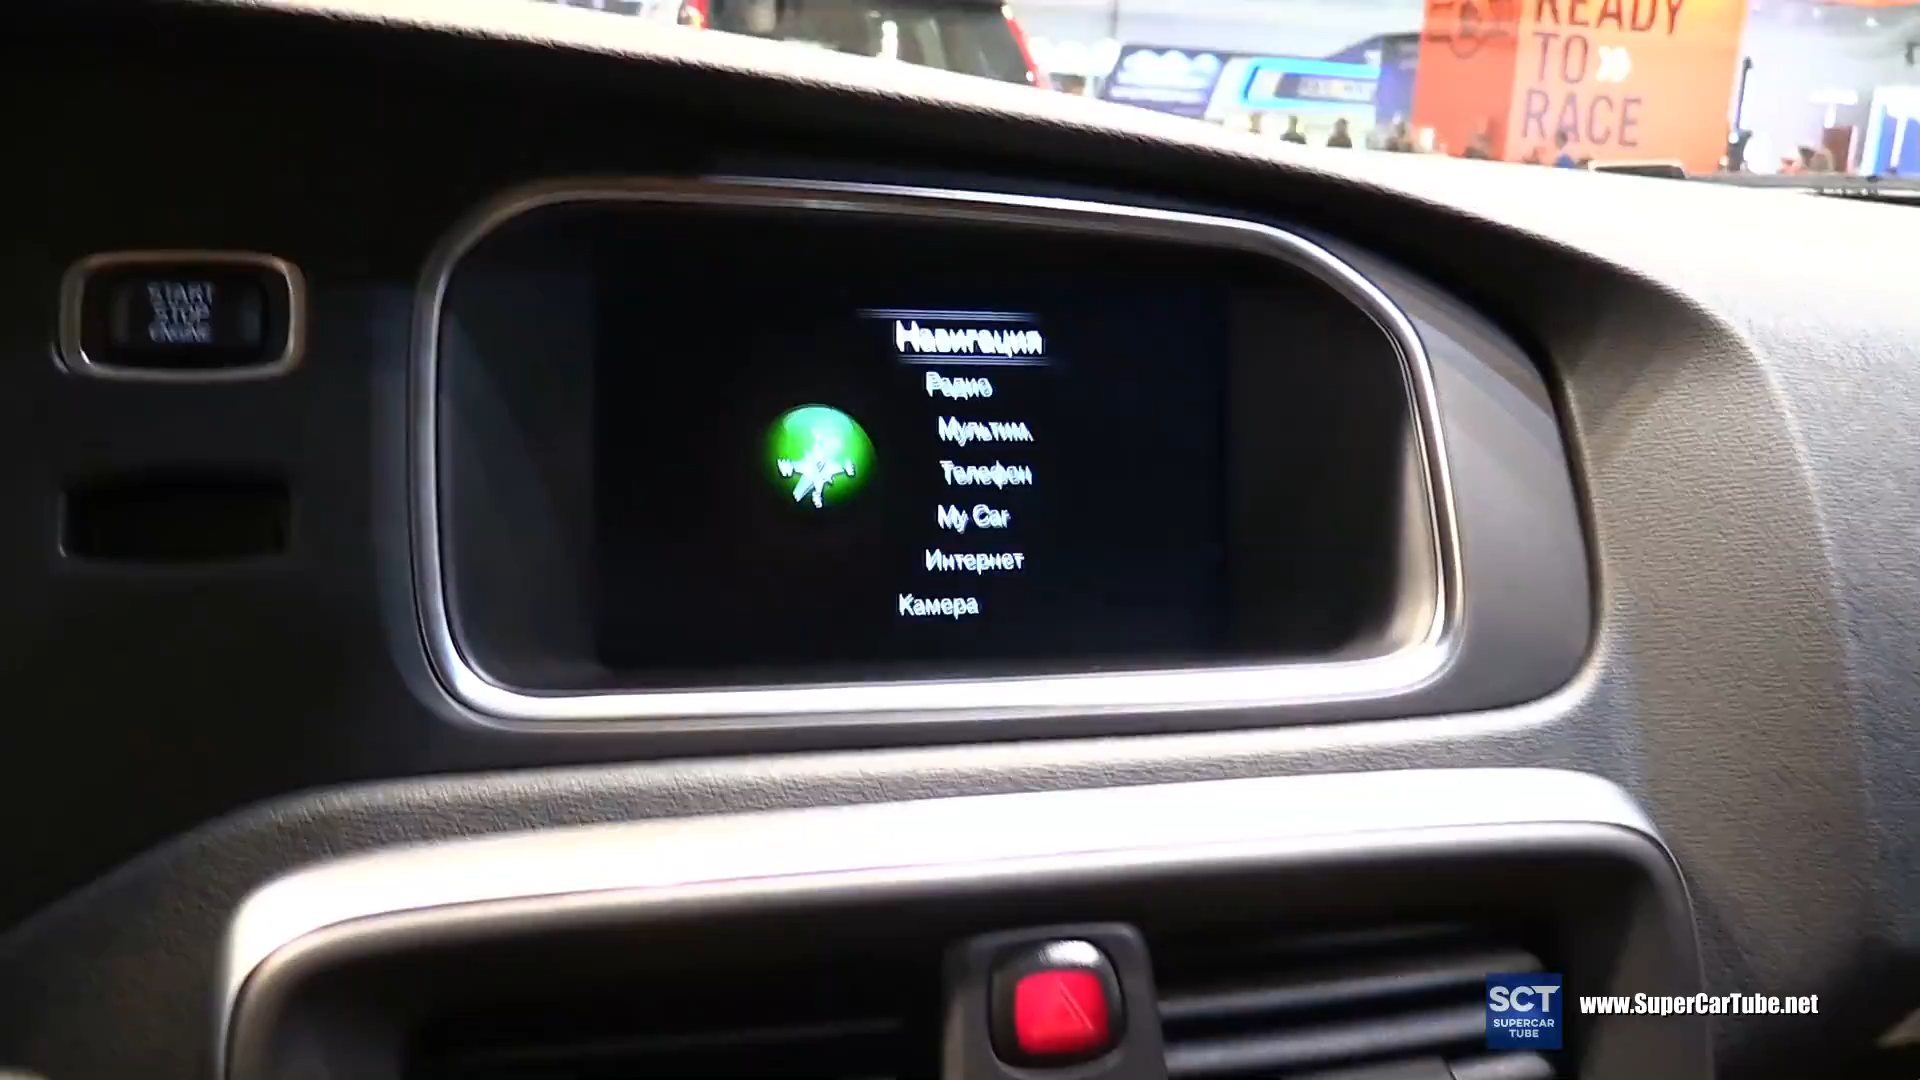 READY
TO
RACE
START
STOP
ENGINE
Навигация
Радио
Мультим.
Телефон
My Car
Интернет
Камера
W E
S
SCT
SUPERCAR
TUBE
www.SuperCarTube.net